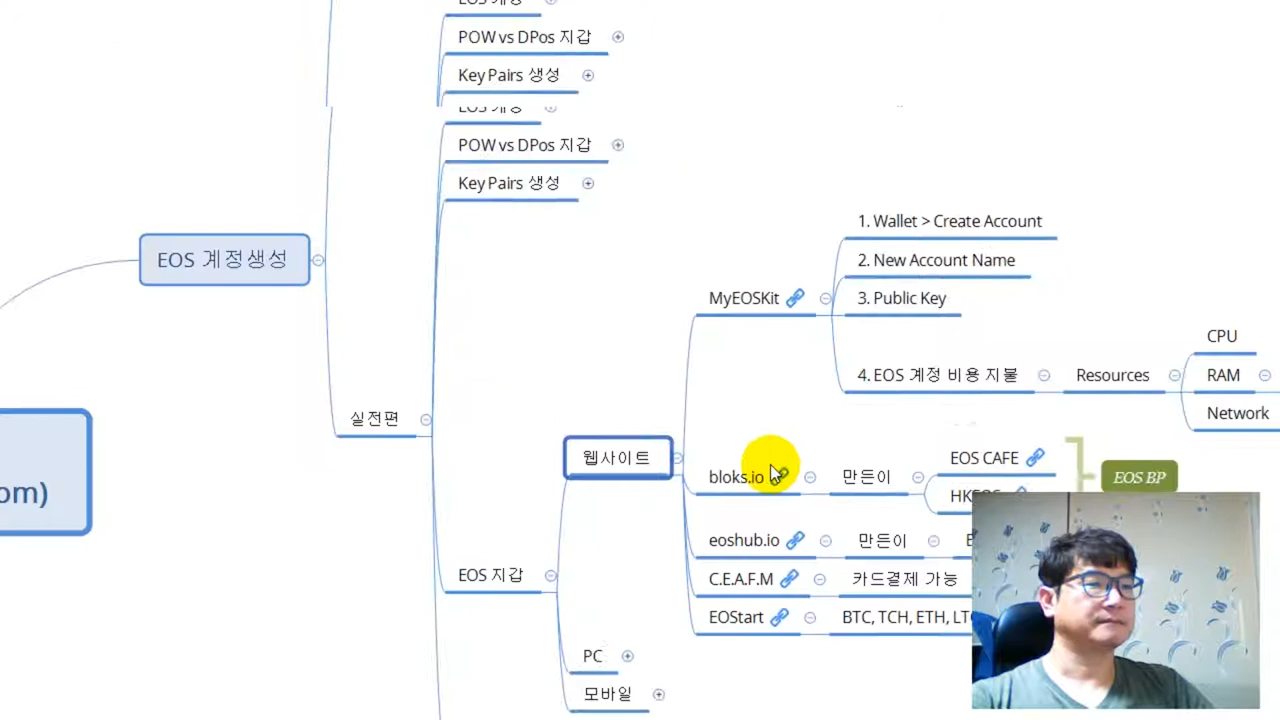 POW vs DPos 지갑
Key Pairs 생성
POW vs DPos 지갑
Key Pairs 생성
1. Wallet > Create Account
EOS 계정생성
2. New Account Name
MyEOSKit
3. Public Key
CPU
4. EOS 계정 비용 지불
Resources
RAM
Network
실전편
웹사이트
bloks.io
만든이
EOS CAFE
EOS BP
om)
eoshub.io
만든이
EOS 지갑
C.E.A.F.M
카드결제 가능
EOStart
BTC, TCH, ETH, LT
PC
모바일